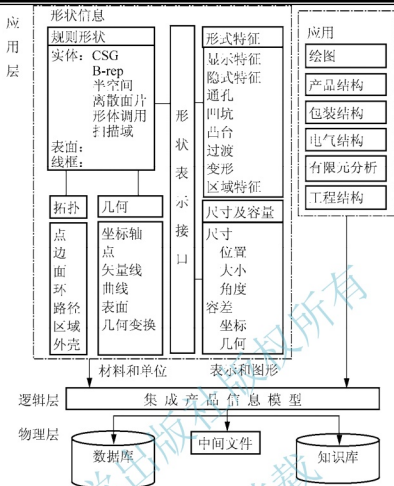 应用层
形状信息
规则形状
实体：CSG
B-rep
半空间
离散面片
形体调用
扫描域
表面：
线框：
拓扑
点
边
面
环
路径
区域
外壳
几何
坐标轴
点
矢量线
曲线
表面
几何变换
形状表示接口
形式特征
显示特征
隐式特征
通孔
凹坑
凸台
过渡
变形
区域特征
尺寸及容量
尺寸
位置
大小
角度
容差
坐标
几何
应用
绘图
产品结构
包装结构
电气结构
有限元分析
工程结构
材料和单位
表示和图形
逻辑层
集成产品信息模型
物理层
数据库
中间文件
知识库
学出版社版权所有